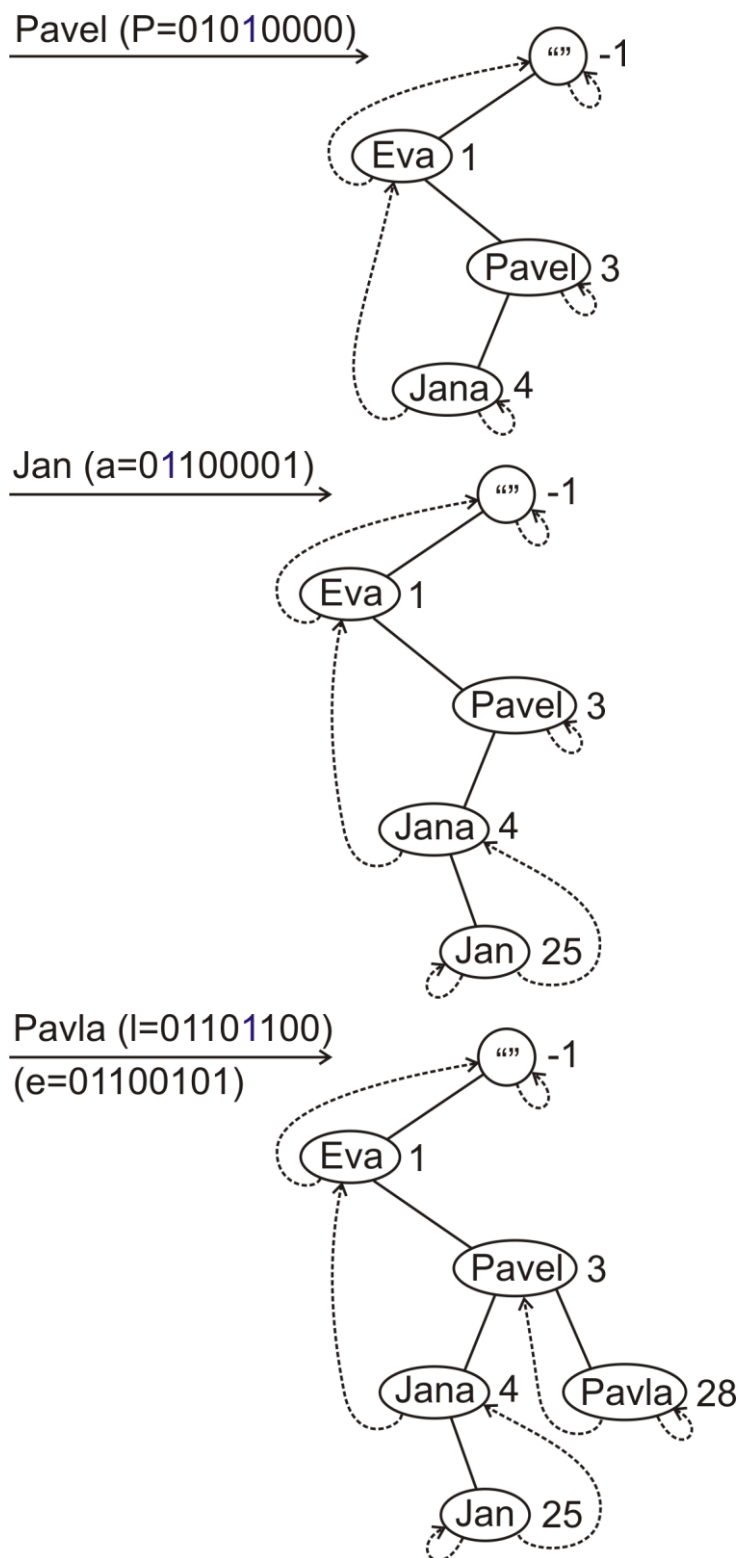 Pavel (P=01010000)
“” -1
Eva 1
Pavel 3
Jana 4
Jan (a=01100001)
“” -1
Eva 1
Pavel 3
Jana 4
Jan 25
Pavla (l=01101100)
(e=01100101)
“” -1
Eva 1
Pavel 3
Jana 4
Pavla 28
Jan 25